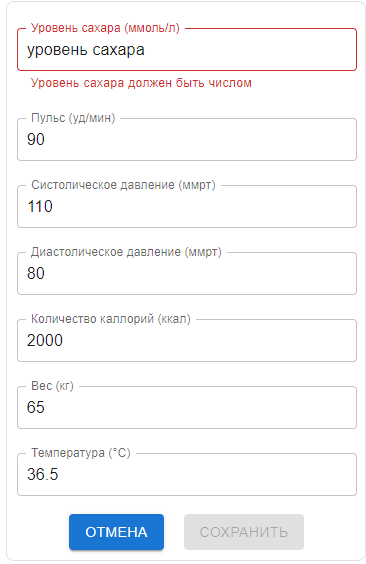 Уровень сахара (ммоль/л)
уровень сахара
Уровень сахара должен быть числом
Пульс (уд/мин)
90
Систолическое давление (ммрт)
110
Диастолическое давление (ммрт)
80
Количество каллорий (ккал)
2000
Вес (кг)
65
Температура (°C)
36.5
ОТМЕНА СОХРАНИТЬ